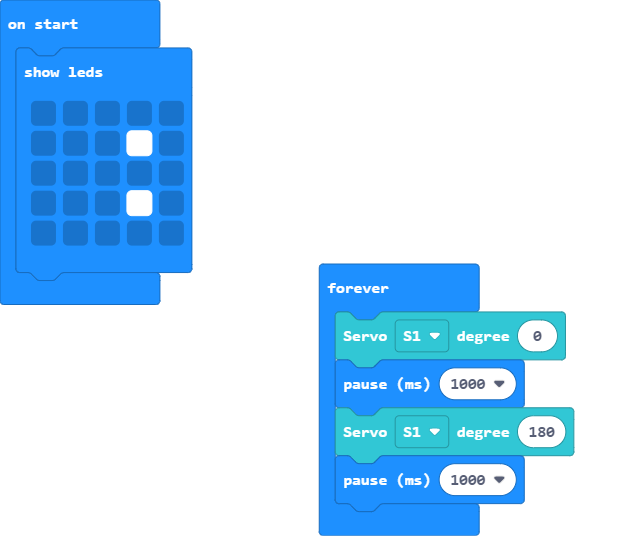 on start
show leds
forever
Servo S1 degree 0
pause (ms) 1000
Servo S1 degree 180
pause (ms) 1000